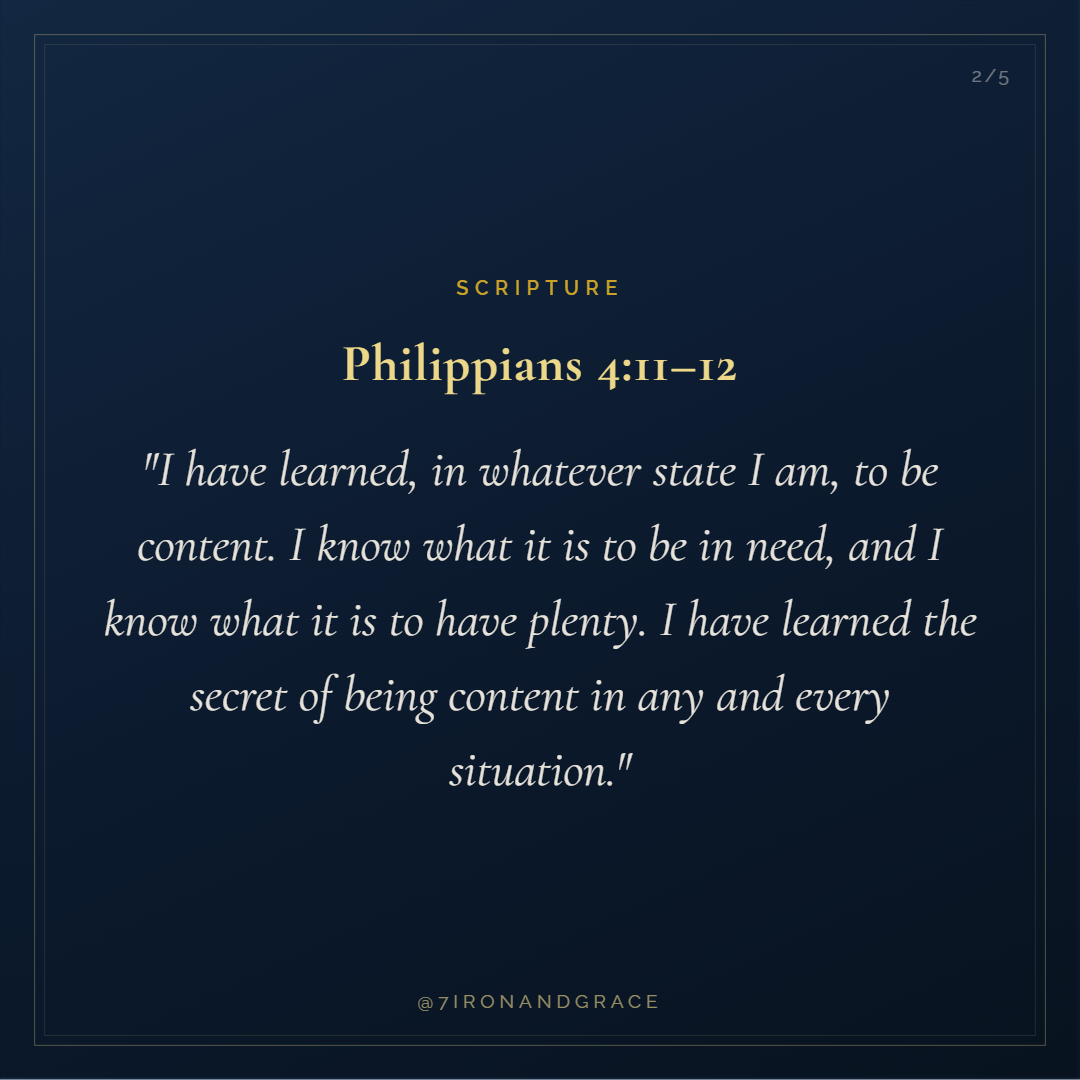 2/5
SCRIPTURE
Philippians 4:11–12
"I have learned, in whatever state I am, to be
content. I know what it is to be in need, and I
know what it is to have plenty. I have learned the
secret of being content in any and every
situation."
@7IRONANDGRACE